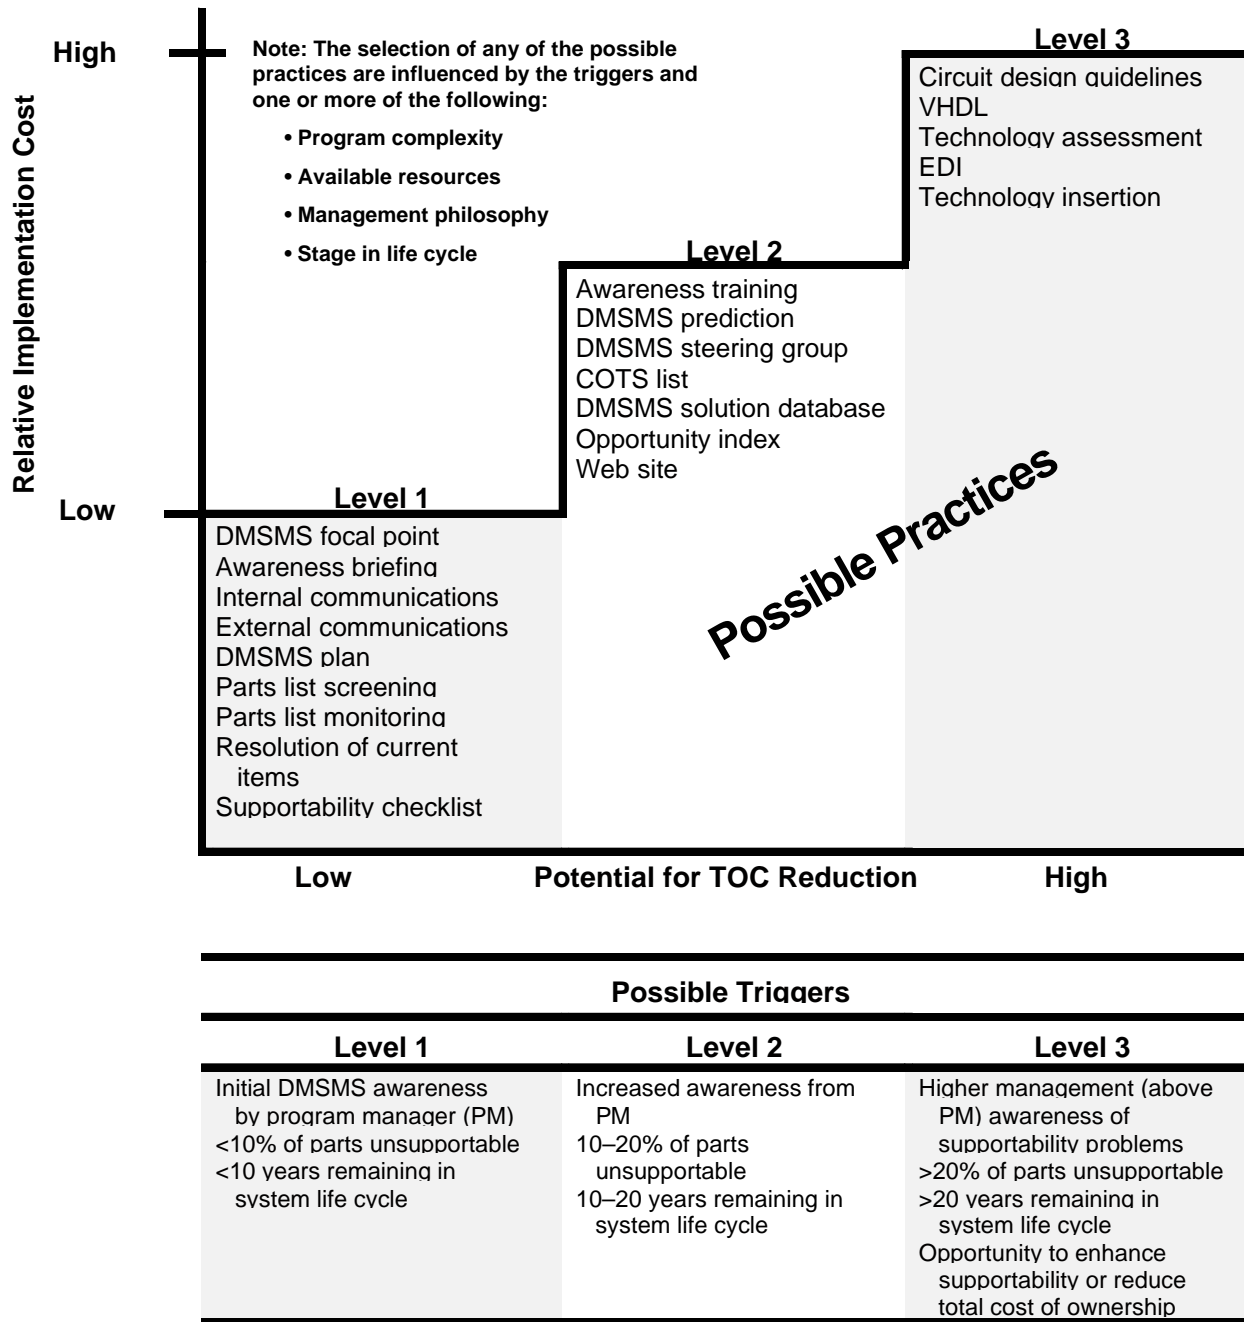 Relative Implementation Cost
High
Low
Note: The selection of any of the possible
practices are influenced by the triggers and
one or more of the following:
• Program complexity
• Available resources
• Management philosophy
• Stage in life cycle
Level 1
DMSMS focal point
Awareness briefing
Internal communications
External communications
DMSMS plan
Parts list screening
Parts list monitoring
Resolution of current
items
Supportability checklist
Level 2
Awareness training
DMSMS prediction
DMSMS steering group
COTS list
DMSMS solution database
Opportunity index
Web site
Level 3
Circuit design guidelines
VHDL
Technology assessment
EDI
Technology insertion
Possible Practices
Low
Potential for TOC Reduction
High
Possible Triggers
Level 1
Initial DMSMS awareness
by program manager (PM)
<10% of parts unsupportable
<10 years remaining in
system life cycle
Level 2
Increased awareness from
PM
10–20% of parts
unsupportable
10–20 years remaining in
system life cycle
Level 3
Higher management (above
PM) awareness of
supportability problems
>20% of parts unsupportable
>20 years remaining in
system life cycle
Opportunity to enhance
supportability or reduce
total cost of ownership